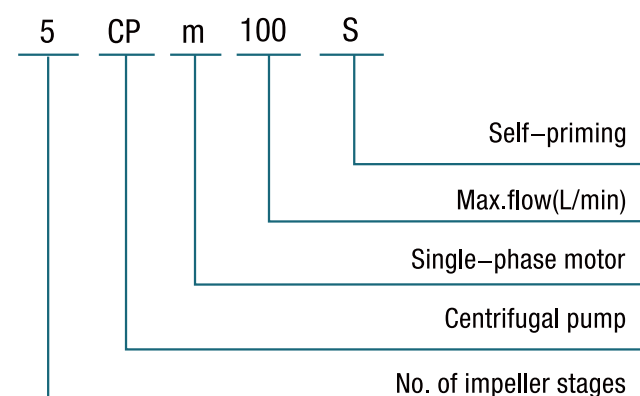 5 CP m 100 S
Self–priming
Max.flow(L/min)
Single–phase motor
Centrifugal pump
No. of impeller stages